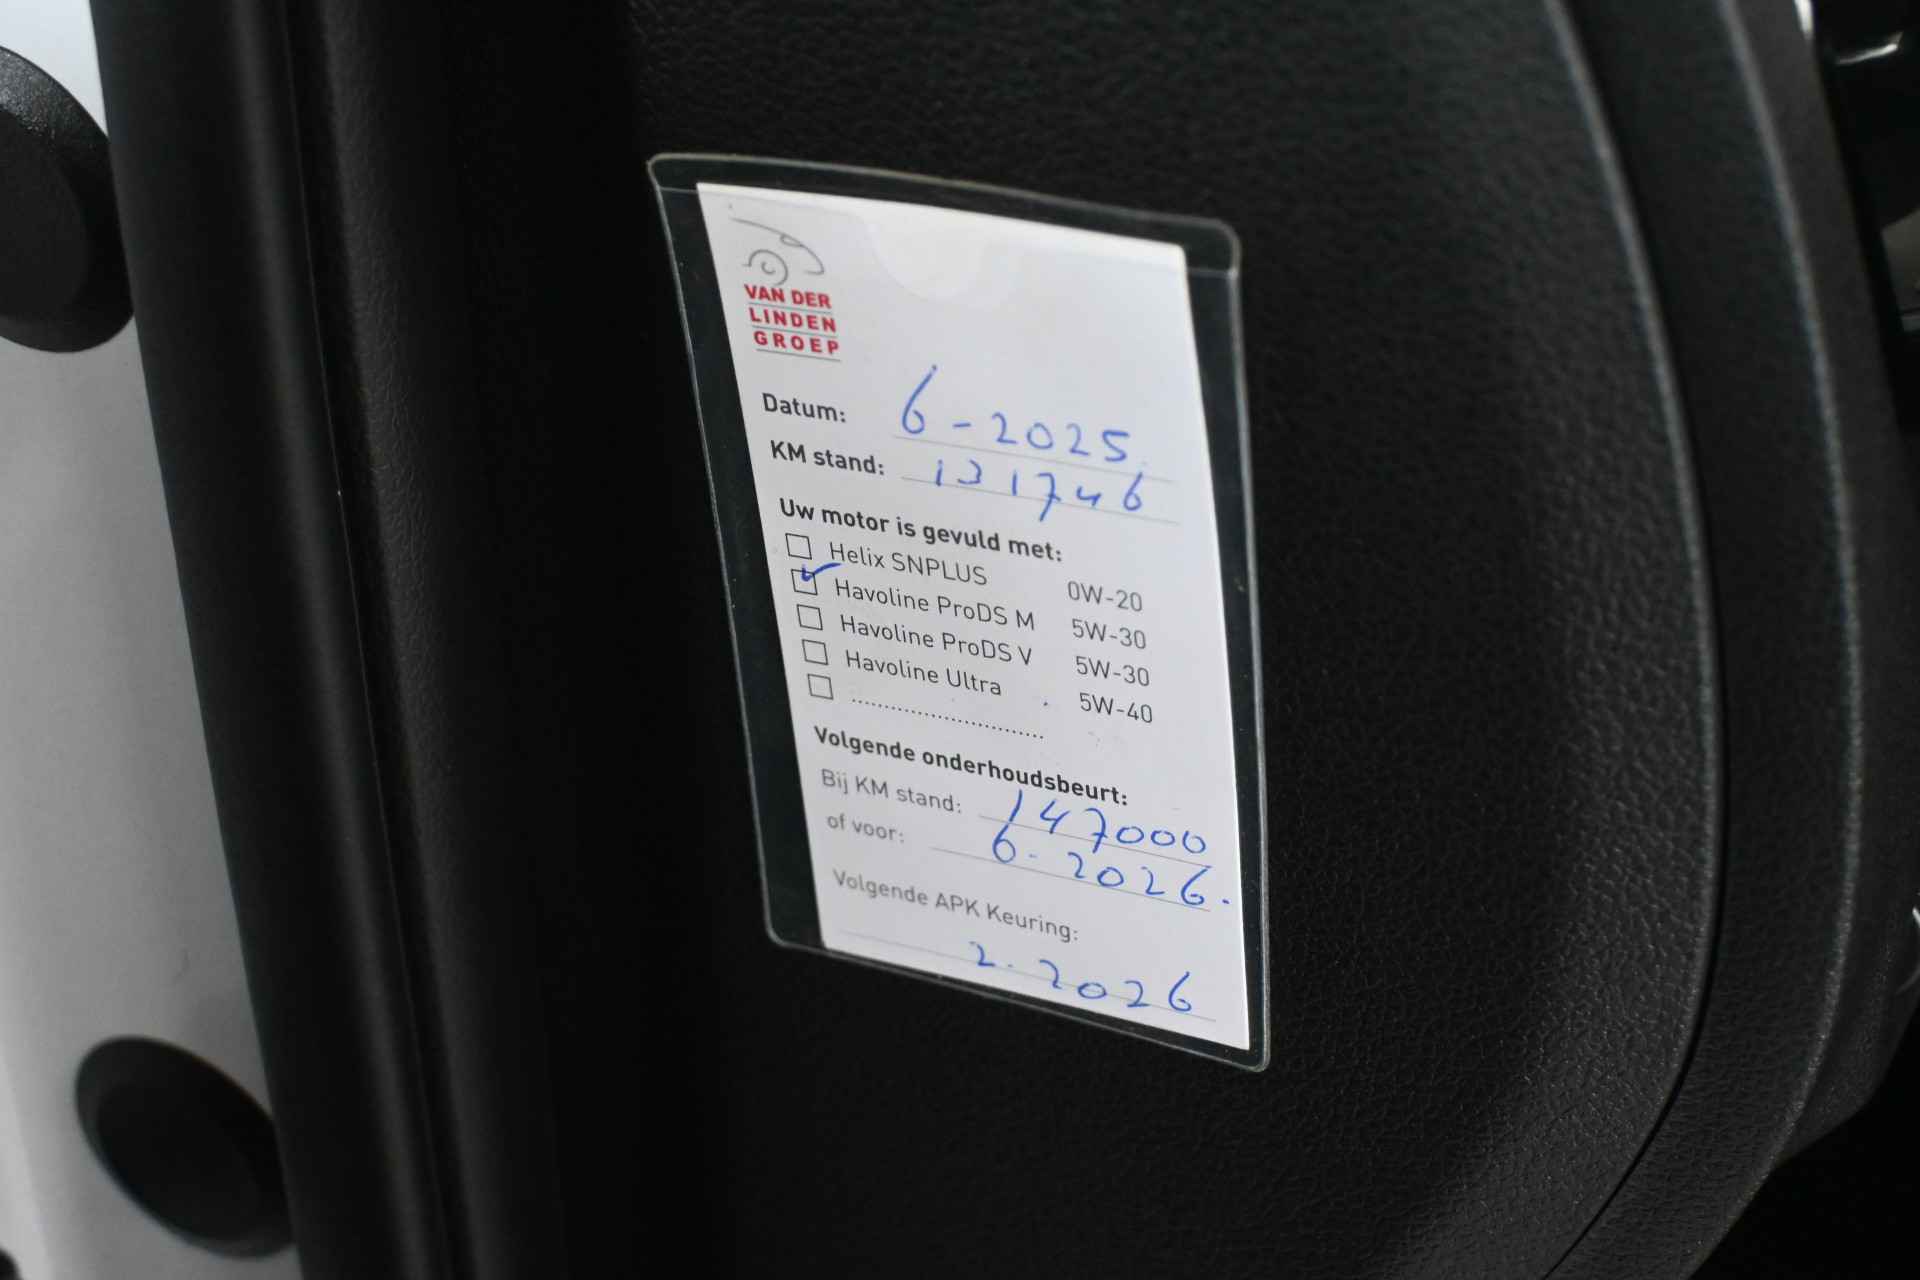 VAN DER
LINDEN
GROEP
Datum: 6-2025.
KM stand: 131746
Uw motor is gevuld met:
Helix SNPLUS 0W-20
Havoline ProDS M 5W-30
Havoline ProDS V 5W-30
Havoline Ultra 5W-40
....................................
Volgende onderhoudsbeurt:
Bij KM stand: 147000
of voor: 6-2026.
Volgende APK Keuring:
2.2026